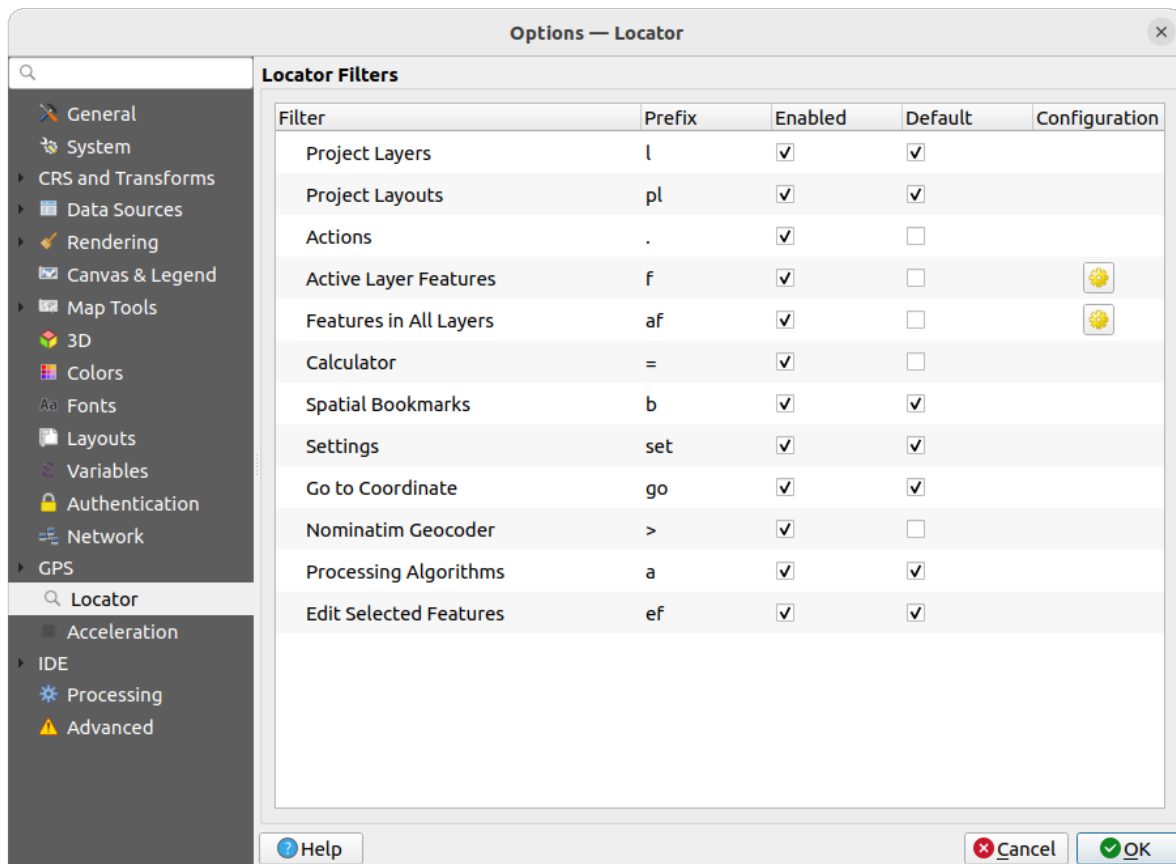 Options — Locator
General
System
CRS and Transforms
Data Sources
Rendering
Canvas & Legend
Map Tools
3D
Colors
Aa Fonts
Layouts
Variables
Authentication
Network
GPS
Locator
Acceleration
IDE
Processing
Advanced
Locator Filters
Filter Prefix Enabled Default Configuration
Project Layers l
Project Layouts pl
Actions .
Active Layer Features f
Features in All Layers af
Calculator =
Spatial Bookmarks b
Settings set
Go to Coordinate go
Nominatim Geocoder >
Processing Algorithms a
Edit Selected Features ef
Help Cancel OK